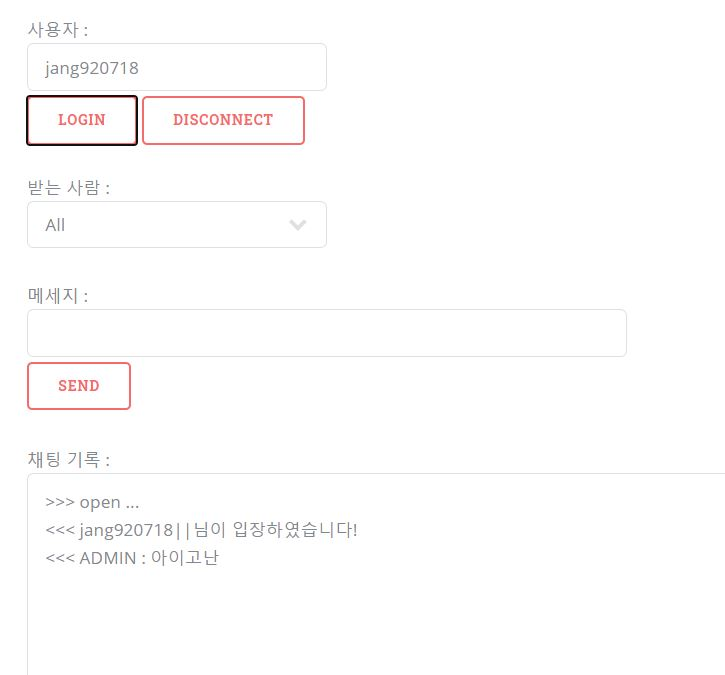 사용자 :
jang920718
LOGIN DISCONNECT
받는 사람 :
All
메세지 :
SEND
채팅 기록 :
>>> open ...
<<< jang920718||님이 입장하였습니다!
<<< ADMIN : 아이고난